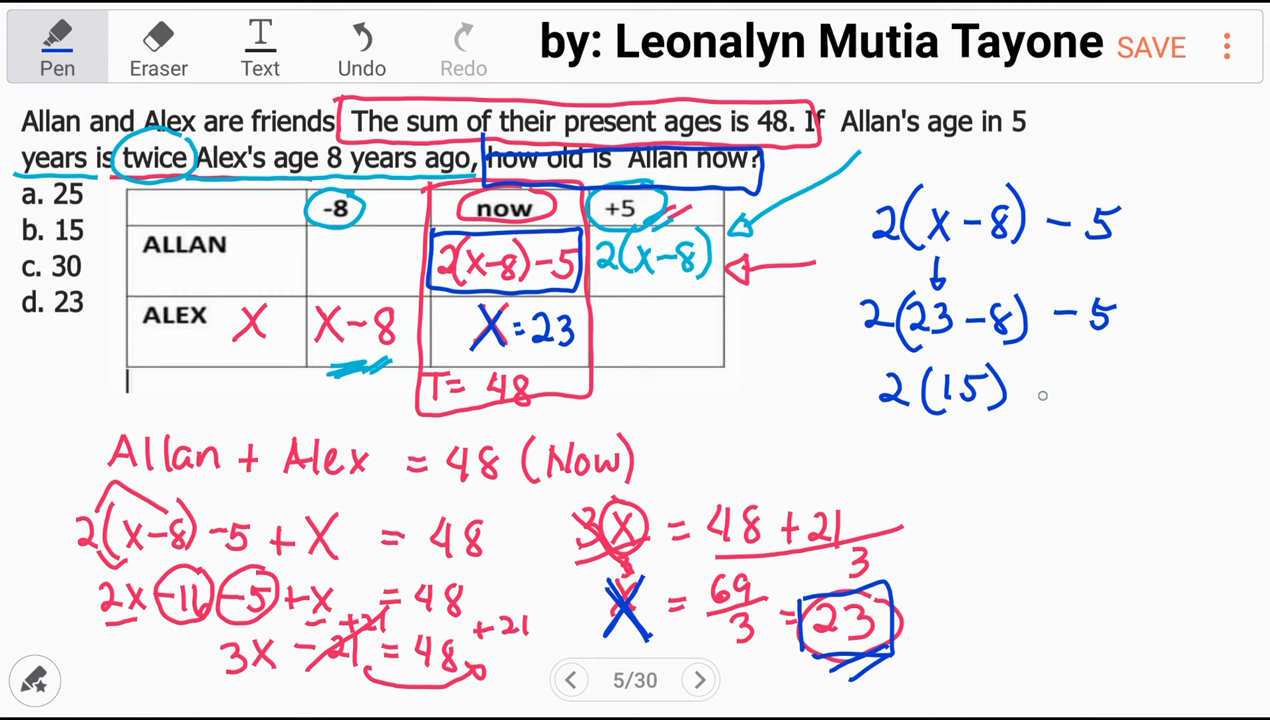 by: Leonalyn Mutia Tayone
SAVE
Pen Eraser Text Undo Redo
Allan and Alex are friends. The sum of their present ages is 48. If Allan's age in 5
years is twice Alex's age 8 years ago, how old is Allan now?
a. 25
b. 15
c. 30
d. 23
-8 now +5
ALLAN 2(x-8)-5 2(x-8)
ALEX X X-8 X=23
T= 48
2(x-8)-5
2(23-8)-5
2(15)
Allan + Alex = 48 (Now)
2(x-8)-5+X = 48
2x-16-5+x = 48
+21 +21
3X -21 = 48
3X = 48+21
3 3
X = 69/3 = 23
5/30